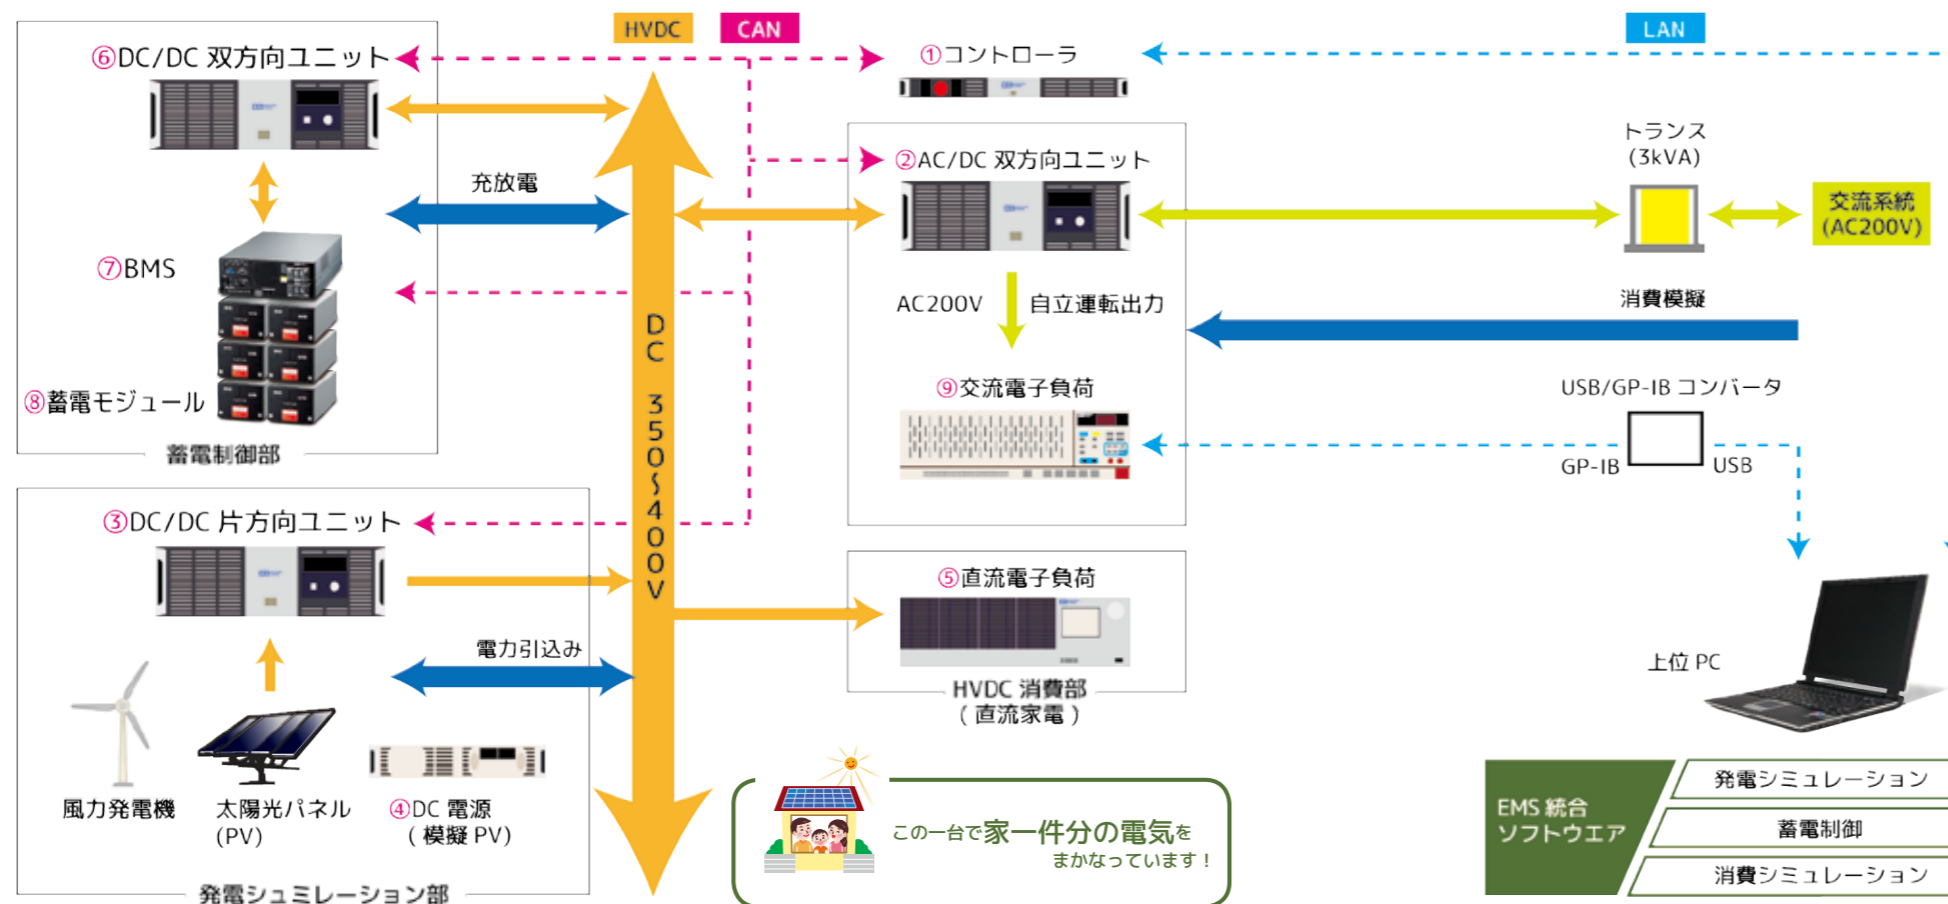 HVDC
CAN
LAN
⑥DC/DC 双方向ユニット
①コントローラ
②AC/DC 双方向ユニット
トランス
(3kVA)
交流系統
(AC200V)
充放電
⑦BMS
AC200V
自立運転出力
消費模擬
DC 350〜400V
⑧蓄電モジュール
蓄電制御部
⑨交流電子負荷
USB/GP-IB コンバータ
GP-IB
USB
③DC/DC 片方向ユニット
⑤直流電子負荷
電力引込み
HVDC 消費部
( 直流家電 )
上位 PC
風力発電機
太陽光パネル
(PV)
④DC 電源
( 模擬 PV)
発電シュミレーション部
この一台で家一件分の電気を
まかなっています！
EMS 統合
ソフトウエア
発電シミュレーション
蓄電制御
消費シミュレーション